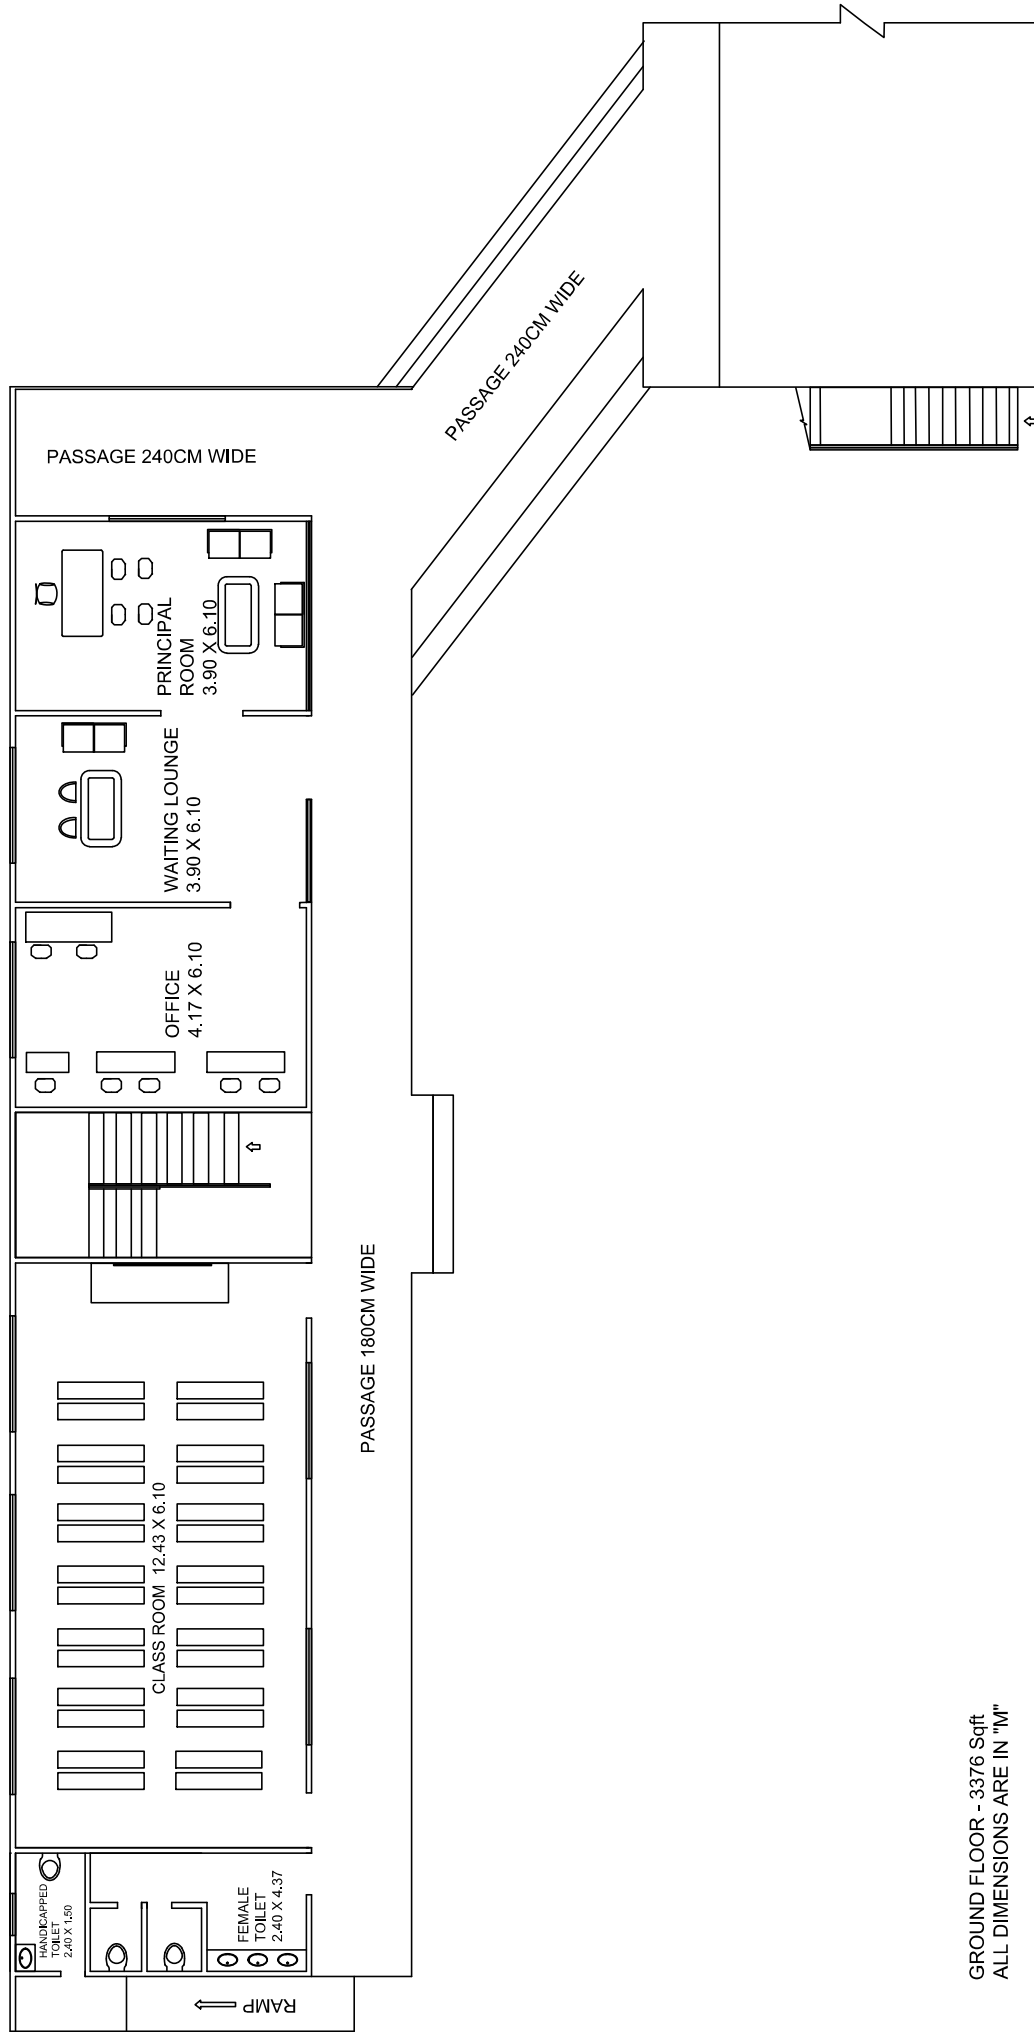 PASSAGE 240CM WIDE
PASSAGE 240CM WIDE
PRINCIPAL
ROOM
3.90 X 6.10
WAITING LOUNGE
3.90 X 6.10
OFFICE
4.17 X 6.10
PASSAGE 180CM WIDE
CLASS ROOM 12.43 X 6.10
HANDICAPPED
TOILET
2.40 X 1.50
FEMALE
TOILET
2.40 X 4.37
RAMP
GROUND FLOOR - 3376 Sqft
ALL DIMENSIONS ARE IN "M"